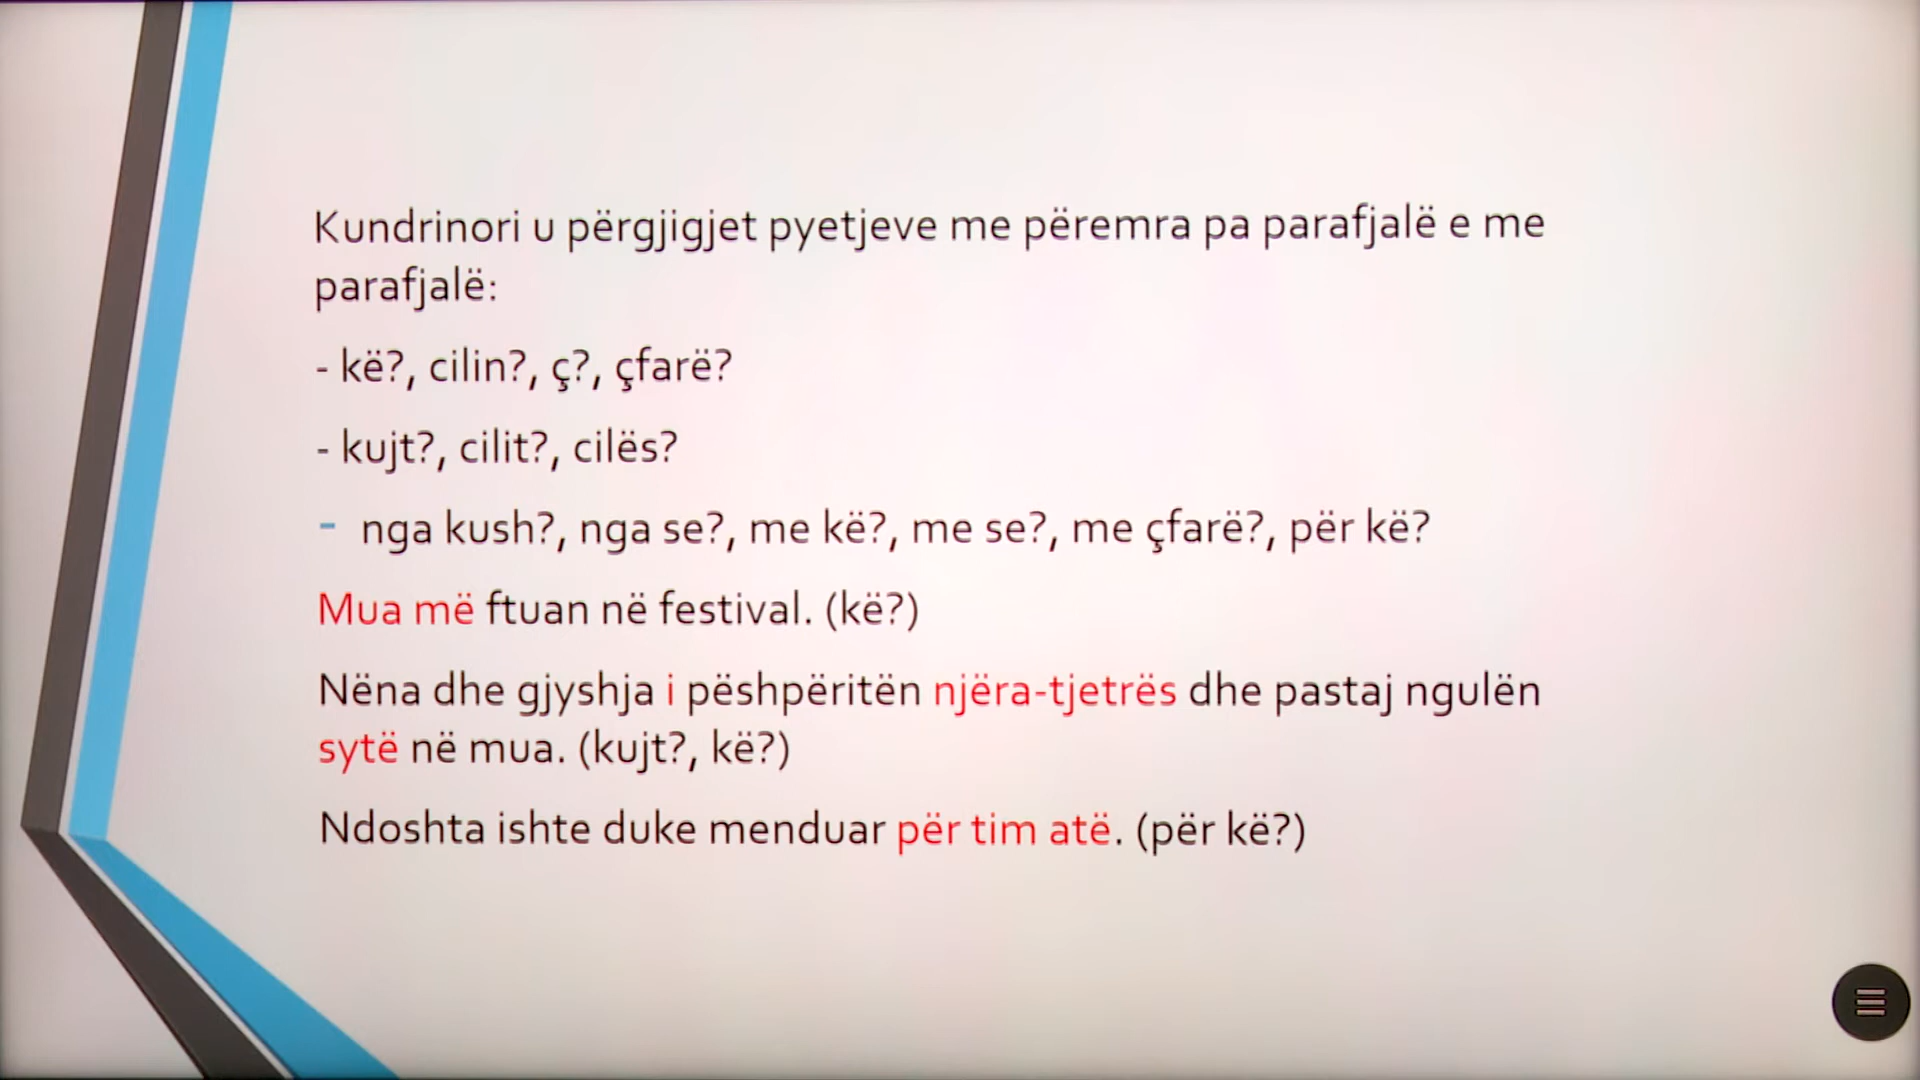 Kundrinori u përgjigjet pyetjeve me përemra pa parafjalë e me
parafjalë:
- kë?, cilin?, ç?, çfarë?
- kujt?, cilit?, cilës?
- nga kush?, nga se?, me kë?, me se?, me çfarë?, për kë?
Mua më ftuan në festival. (kë?)
Nëna dhe gjyshja i pëshpëritën njëra-tjetrës dhe pastaj ngulën
sytë në mua. (kujt?, kë?)
Ndoshta ishte duke menduar për tim atë. (për kë?)